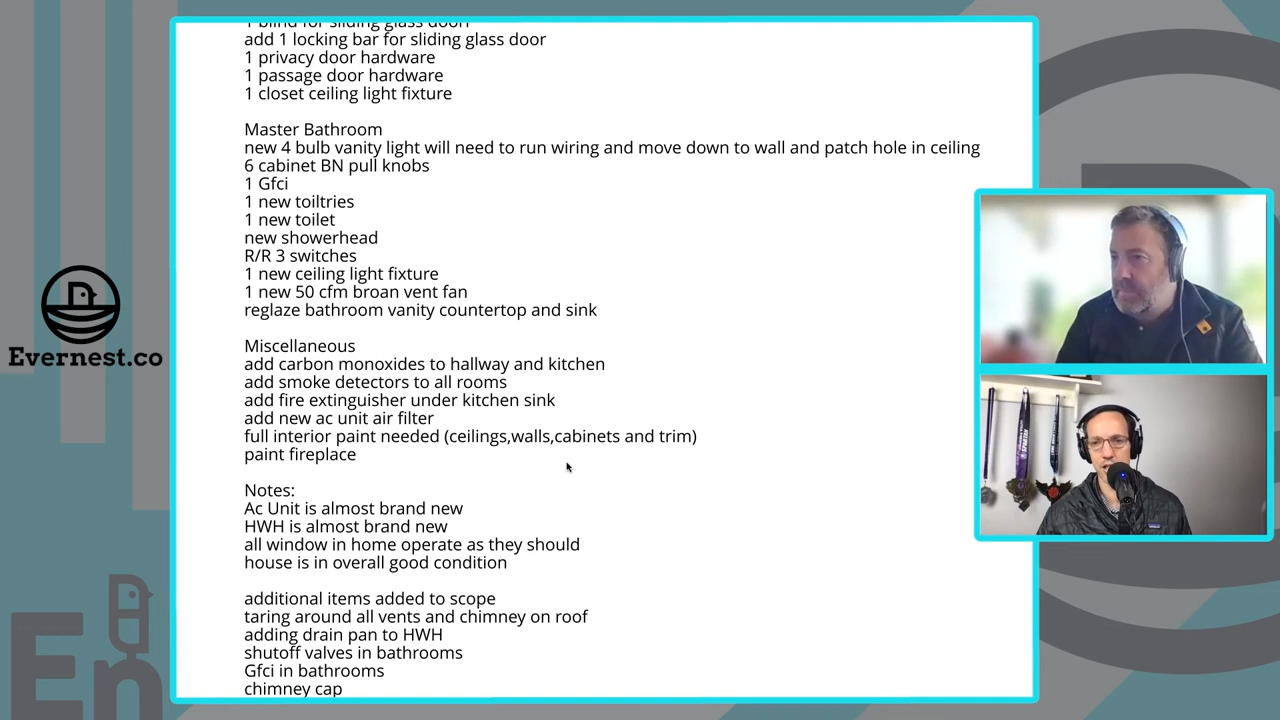 1 blind for sliding glass door
add 1 locking bar for sliding glass door
1 privacy door hardware
1 passage door hardware
1 closet ceiling light fixture
Master Bathroom
new 4 bulb vanity light will need to run wiring and move down to wall and patch hole in ceiling
6 cabinet BN pull knobs
1 Gfci
1 new toiltries
1 new toilet
new showerhead
R/R 3 switches
1 new ceiling light fixture
1 new 50 cfm broan vent fan
reglaze bathroom vanity countertop and sink
Miscellaneous
add carbon monoxides to hallway and kitchen
add smoke detectors to all rooms
add fire extinguisher under kitchen sink
add new ac unit air filter
full interior paint needed (ceilings,walls,cabinets and trim)
paint fireplace
Notes:
Ac Unit is almost brand new
HWH is almost brand new
all window in home operate as they should
house is in overall good condition
additional items added to scope
taring around all vents and chimney on roof
adding drain pan to HWH
shutoff valves in bathrooms
Gfci in bathrooms
chimney cap
Evernest.co
En